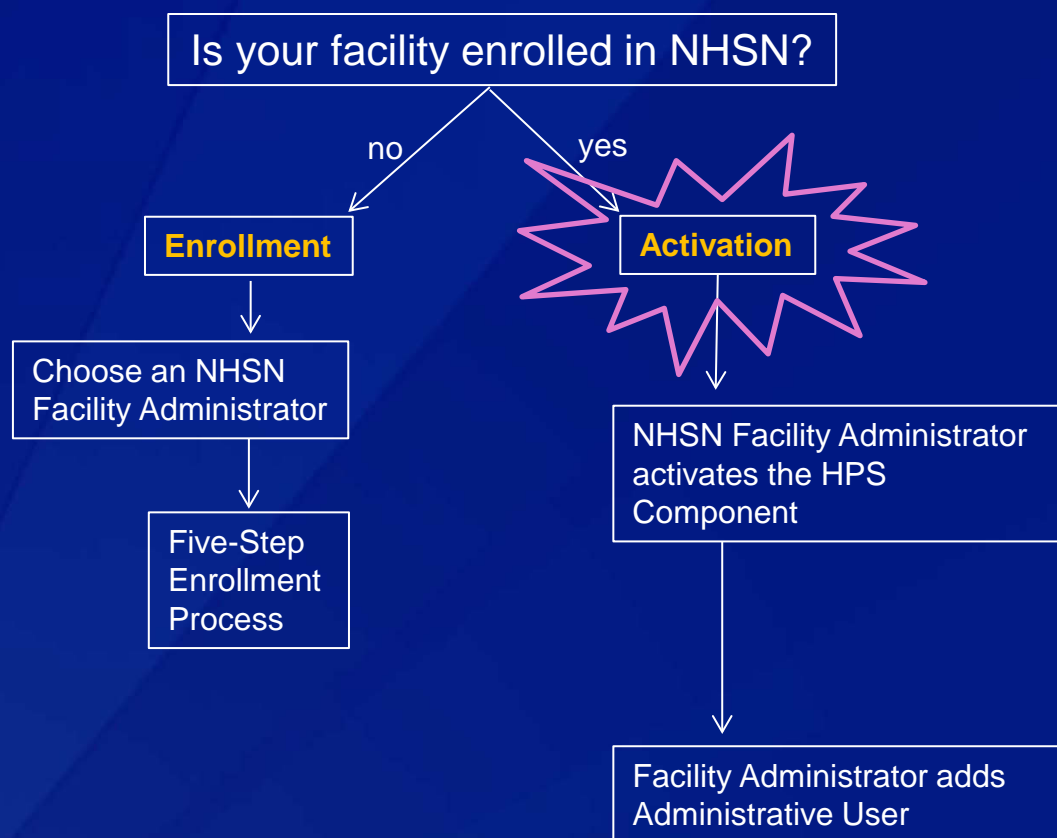 Is your facility enrolled in NHSN?
no
yes
Enrollment
Activation
Choose an NHSN
Facility Administrator
NHSN Facility Administrator
activates the HPS
Component
Five-Step
Enrollment
Process
Facility Administrator adds
Administrative User